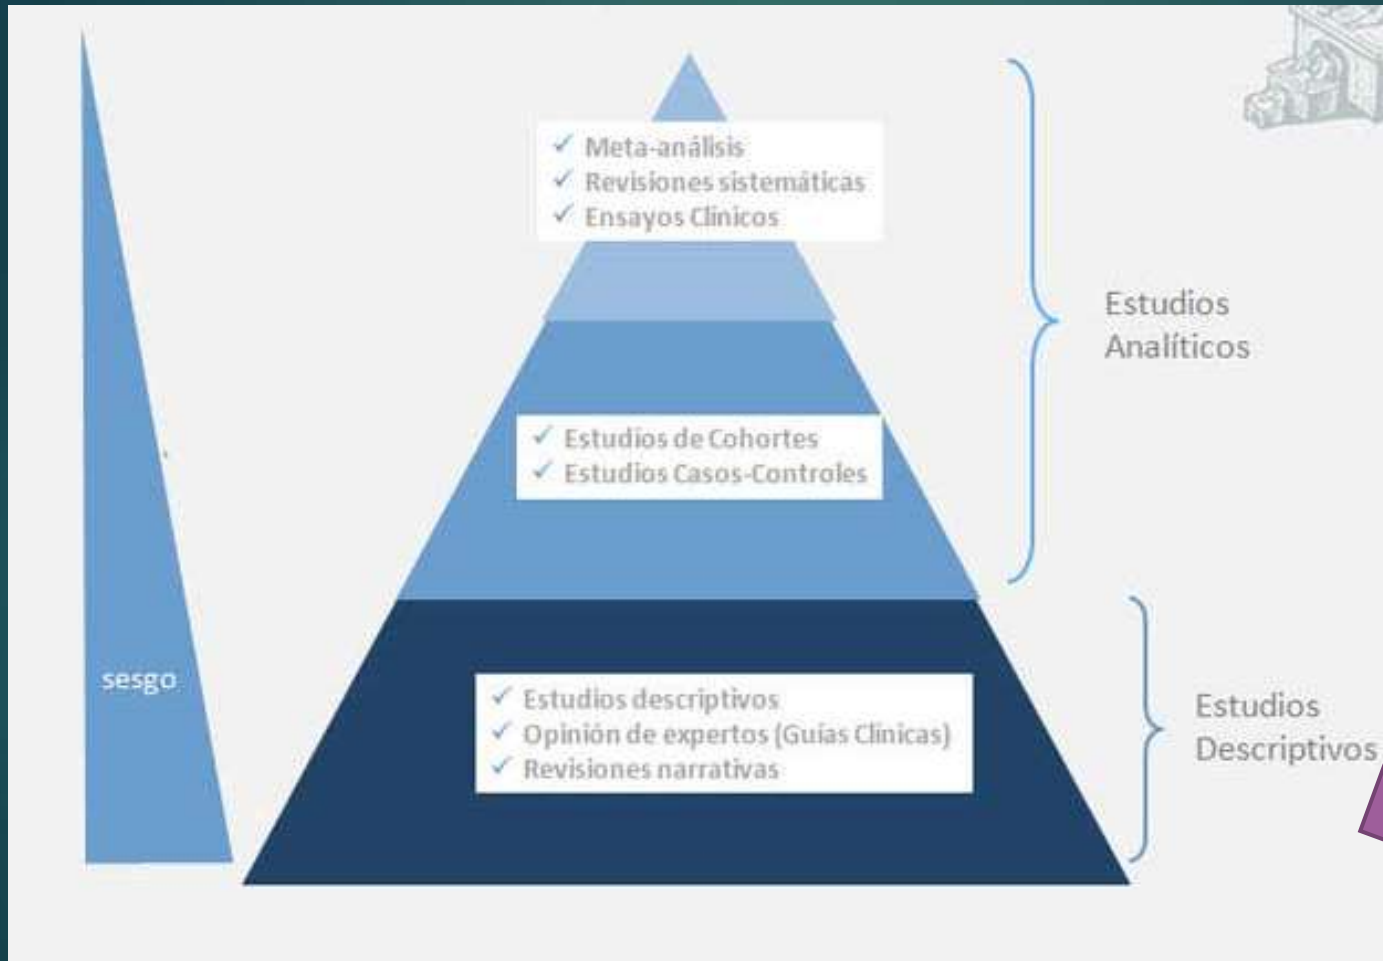 Meta-análisis
Revisiones sistemáticas
Ensayos Clínicos
Estudios
Analíticos
Estudios de Cohortes
Estudios Casos-Controles
sesgo
Estudios descriptivos
Opinión de expertos (Guías Clínicas)
Revisiones narrativas
Estudios
Descriptivos